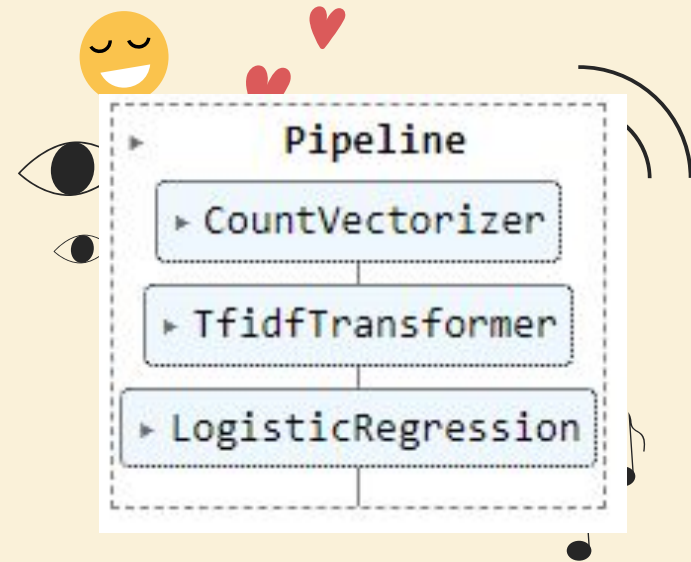 Pipeline
CountVectorizer
TfidfTransformer
LogisticRegression